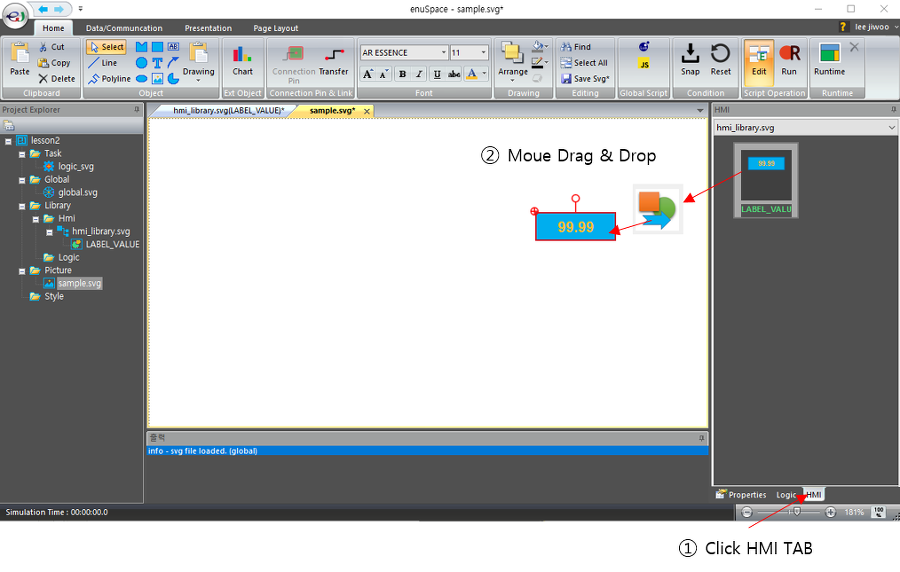 enuSpace - sample.svg*
Home Data/Communcation Presentation Page Layout
? lee jiwoo
Paste Cut Copy Delete
Clipboard
Select Line Polyline AB T Drawing
Object
Chart
Ext Object
Connection Pin Transfer
Connection Pin & Link
AR ESSENCE 11
A A B I U abc A
Font
Arrange
Drawing
Find
Select All
Save Svg*
Editing
JS
Global Script
Snap Reset
Condition
Edit Run
Script Operation
Runtime
Runtime
Project Explorer
lesson2
Task
logic_svg
Global
global.svg
Library
Hmi
hmi_library.svg
LABEL_VALUE
Logic
Picture
sample.svg
Style
hmi_library.svg(LABEL_VALUE)* sample.svg*
② Moue Drag & Drop
99.99
HMI
hmi_library.svg
99.99
LABEL_VALU
출력
info - svg file loaded. (global)
Properties Logic HMI
Simulation Time : 00:00:00.0
181% 100%
① Click HMI TAB